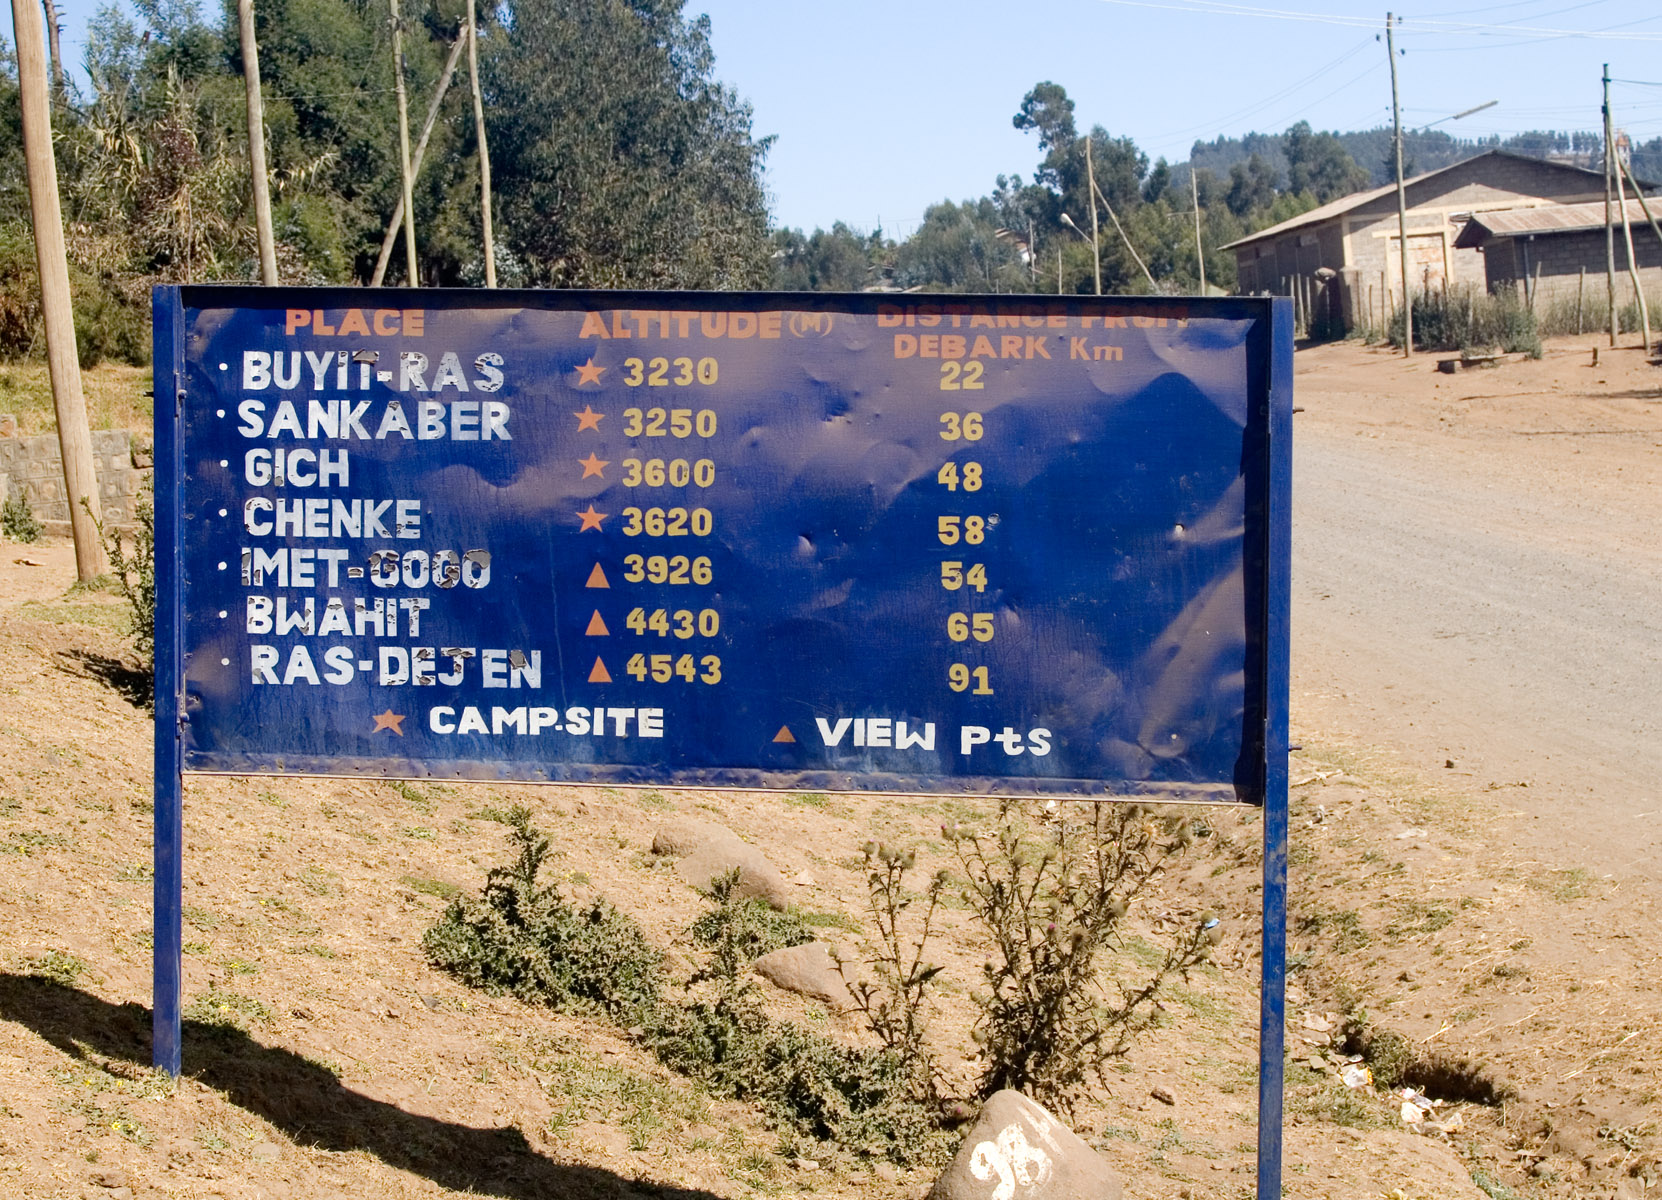 PLACE ALTITUDE (M) DISTANCE FROM DEBARK Km
BUYIT-RAS 3230 22
SANKABER 3250 36
GICH 3600 48
CHENKE 3620 58
IMET-GOGO 3926 54
BWAHIT 4430 65
RAS-DEJEN 4543 91
CAMP.SITE VIEW PtS